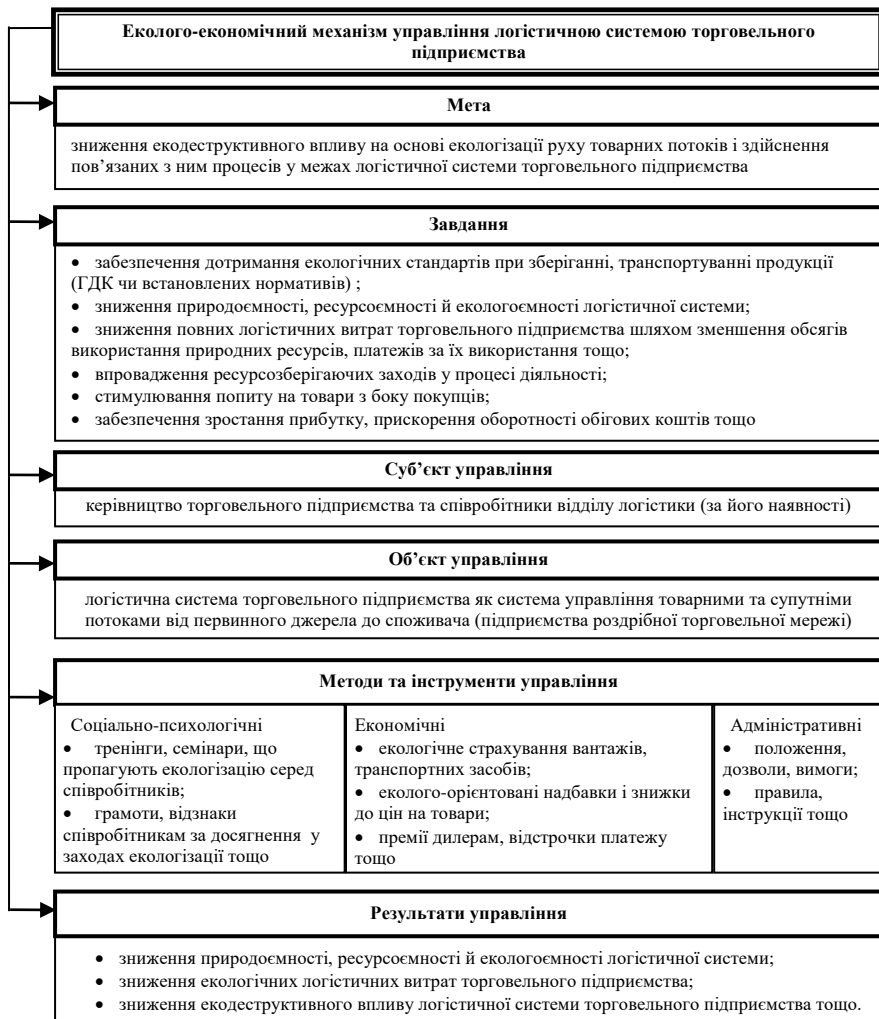 Еколого-економічний механізм управління логістичною системою торговельного
підприємства
Мета
зниження екодеструктивного впливу на основі екологізації руху товарних потоків і здійснення
пов’язаних з ним процесів у межах логістичної системи торговельного підприємства
Завдання
• забезпечення дотримання екологічних стандартів при зберіганні, транспортуванні продукції
(ГДК чи встановлених нормативів) ;
• зниження природоємності, ресурсоємності й екологоємності логістичної системи;
• зниження повних логістичних витрат торговельного підприємства шляхом зменшення обсягів
використання природних ресурсів, платежів за їх використання тощо;
• впровадження ресурсозберігаючих заходів у процесі діяльності;
• стимулювання попиту на товари з боку покупців;
• забезпечення зростання прибутку, прискорення оборотності обігових коштів тощо
Суб’єкт управління
керівництво торговельного підприємства та співробітники відділу логістики (за його наявності)
Об’єкт управління
логістична система торговельного підприємства як система управління товарними та супутніми
потоками від первинного джерела до споживача (підприємства роздрібної торговельної мережі)
Методи та інструменти управління
Соціально-психологічні
• тренінги, семінари, що
пропагують екологізацію серед
співробітників;
• грамоти, відзнаки
співробітникам за досягнення у
заходах екологізації тощо
Економічні
• екологічне страхування вантажів,
транспортних засобів;
• еколого-орієнтовані надбавки і знижки
до цін на товари;
• премії дилерам, відстрочки платежу
тощо
Адміністративні
• положення,
дозволи, вимоги;
• правила,
інструкції тощо
Результати управління
• зниження природоємності, ресурсоємності й екологоємності логістичної системи;
• зниження екологічних логістичних витрат торговельного підприємства;
• зниження екодеструктивного впливу логістичної системи торговельного підприємства тощо.